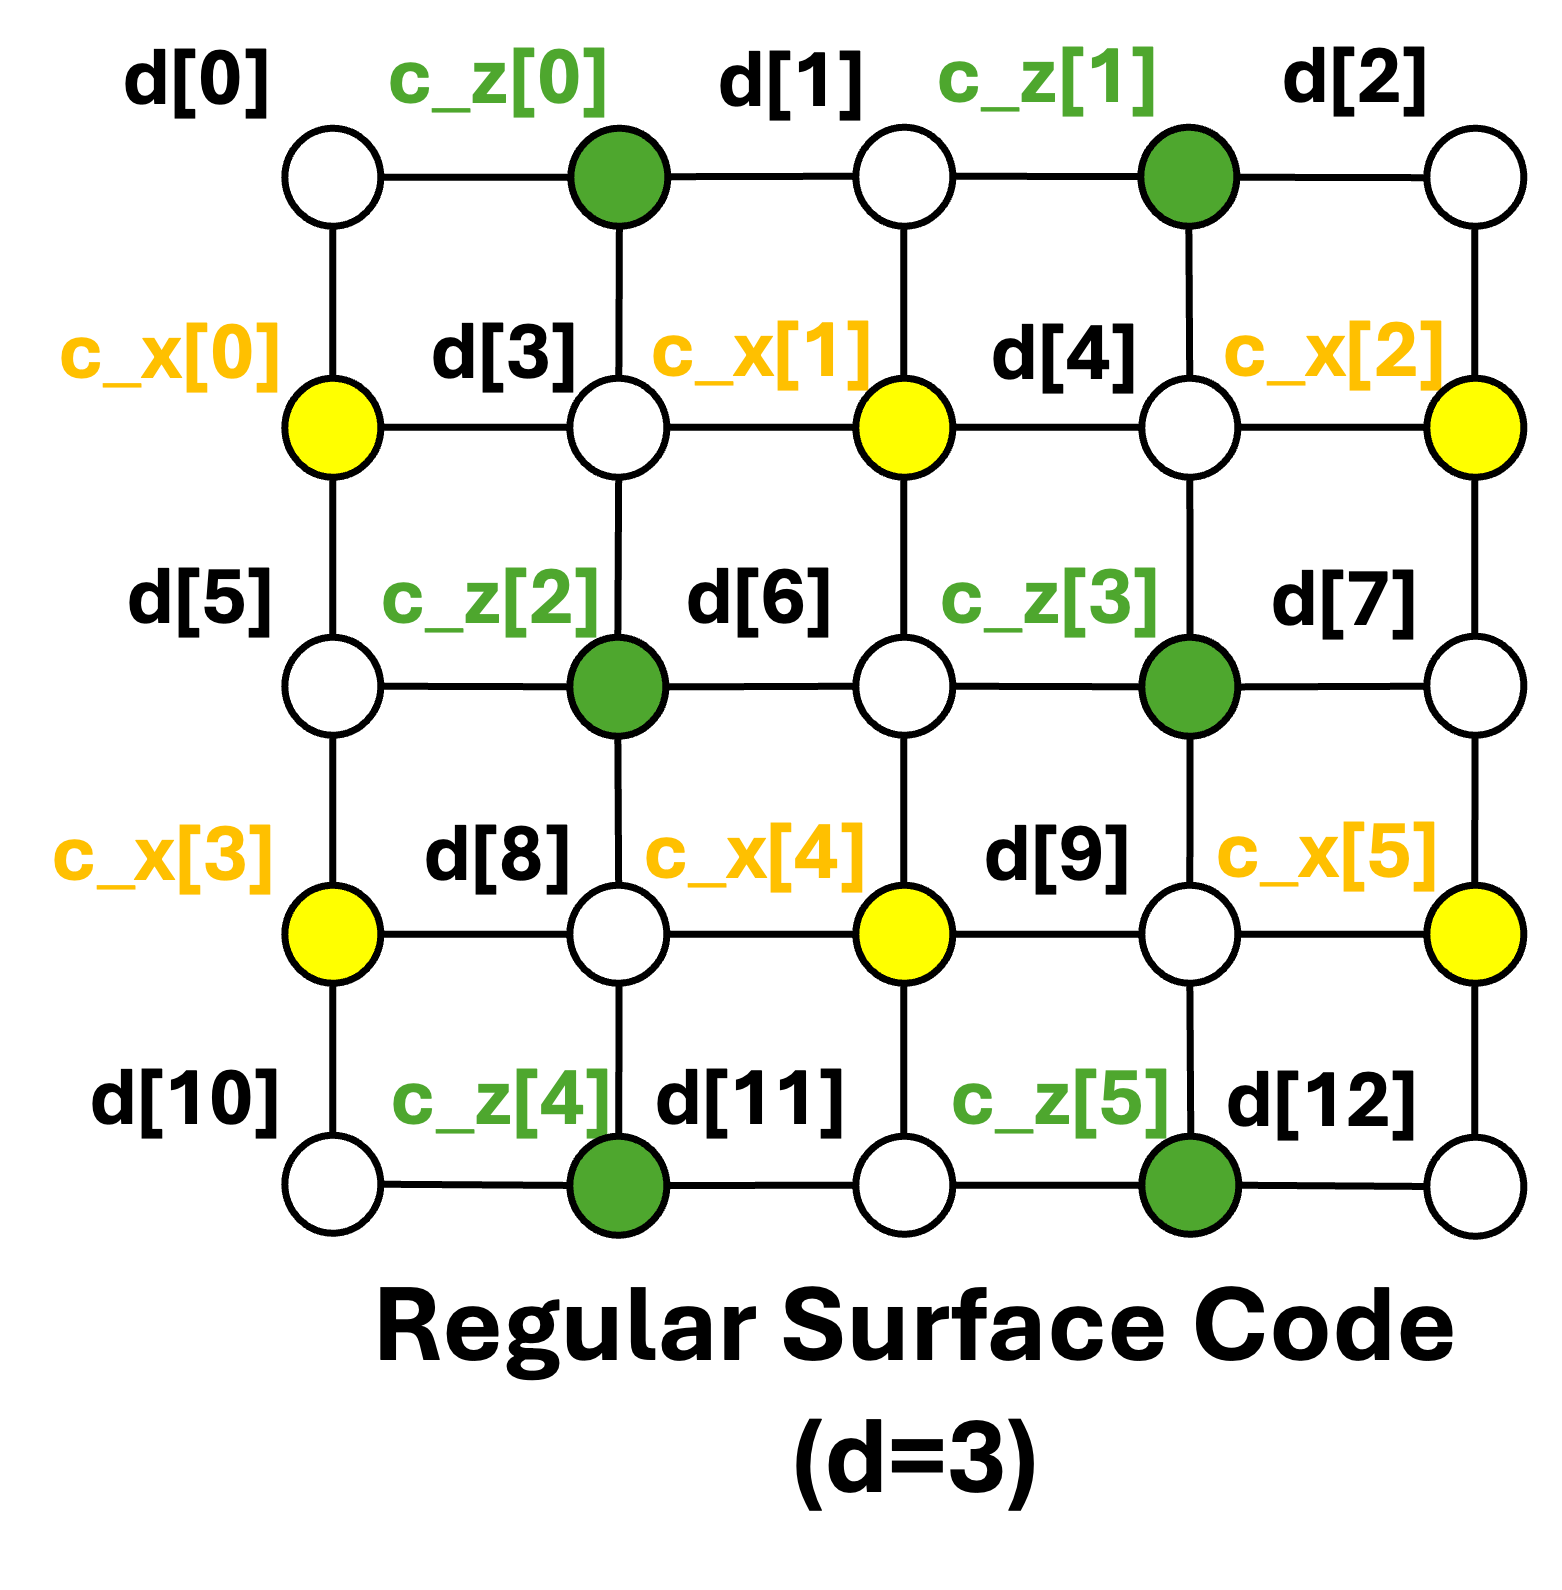 d[0] c_z[0] d[1] c_z[1] d[2]
c_x[0] d[3] c_x[1] d[4] c_x[2]
d[5] c_z[2] d[6] c_z[3] d[7]
c_x[3] d[8] c_x[4] d[9] c_x[5]
d[10] c_z[4] d[11] c_z[5] d[12]
Regular Surface Code
(d=3)